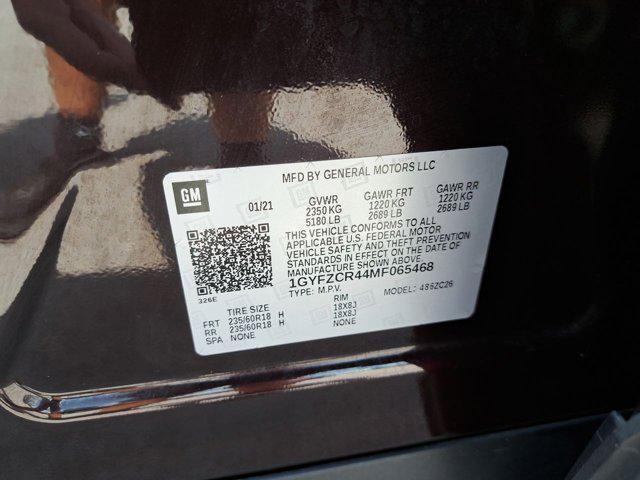 MFD BY GENERAL MOTORS LLC
GM
01/21
GVWR
2350 KG
5180 LB
GAWR FRT
1220 KG
2689 LB
GAWR RR
1220 KG
2689 LB
THIS VEHICLE CONFORMS TO ALL
APPLICABLE U.S. FEDERAL MOTOR
VEHICLE SAFETY AND THEFT PREVENTION
STANDARDS IN EFFECT ON THE DATE OF
MANUFACTURE SHOWN ABOVE.
1GYFZCR44MF065468
326E
TYPE: M.P.V.
MODEL: 486ZC26
TIRE SIZE
RIM
FRT 235/60R18 H 18X8J
RR 235/60R18 H 18X8J
SPA NONE NONE